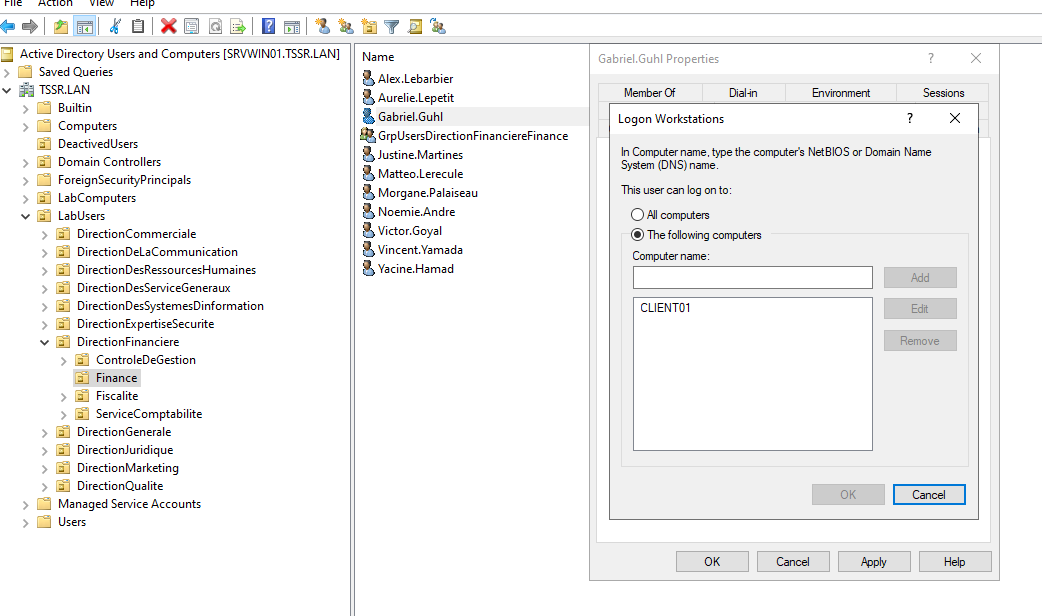 File Action View Help
Active Directory Users and Computers [SRVWIN01.TSSR.LAN]
Saved Queries
TSSR.LAN
Builtin
Computers
DeactivedUsers
Domain Controllers
ForeignSecurityPrincipals
LabComputers
LabUsers
DirectionCommerciale
DirectionDeLaCommunication
DirectionDesRessourcesHumaines
DirectionDesServiceGeneraux
DirectionDesSystemesDinformation
DirectionExpertiseSecurite
DirectionFinanciere
ControleDeGestion
Finance
Fiscalite
ServiceComptabilite
DirectionGenerale
DirectionJuridique
DirectionMarketing
DirectionQualite
Managed Service Accounts
Users
Name
Alex.Lebarbier
Aurelie.Lepetit
Gabriel.Guhl
GrpUsersDirectionFinanciereFinance
Justine.Martines
Matteo.Lerecule
Morgane.Palaiseau
Noemie.Andre
Victor.Goyal
Vincent.Yamada
Yacine.Hamad
Gabriel.Guhl Properties
? 
Member Of Dial-in Environment Sessions
Logon Workstations
?
In Computer name, type the computer's NetBIOS or Domain Name
System (DNS) name.
This user can log on to:
All computers
The following computers
Computer name:
Add
CLIENT01
Edit
Remove
OK Cancel
OK Cancel Apply Help